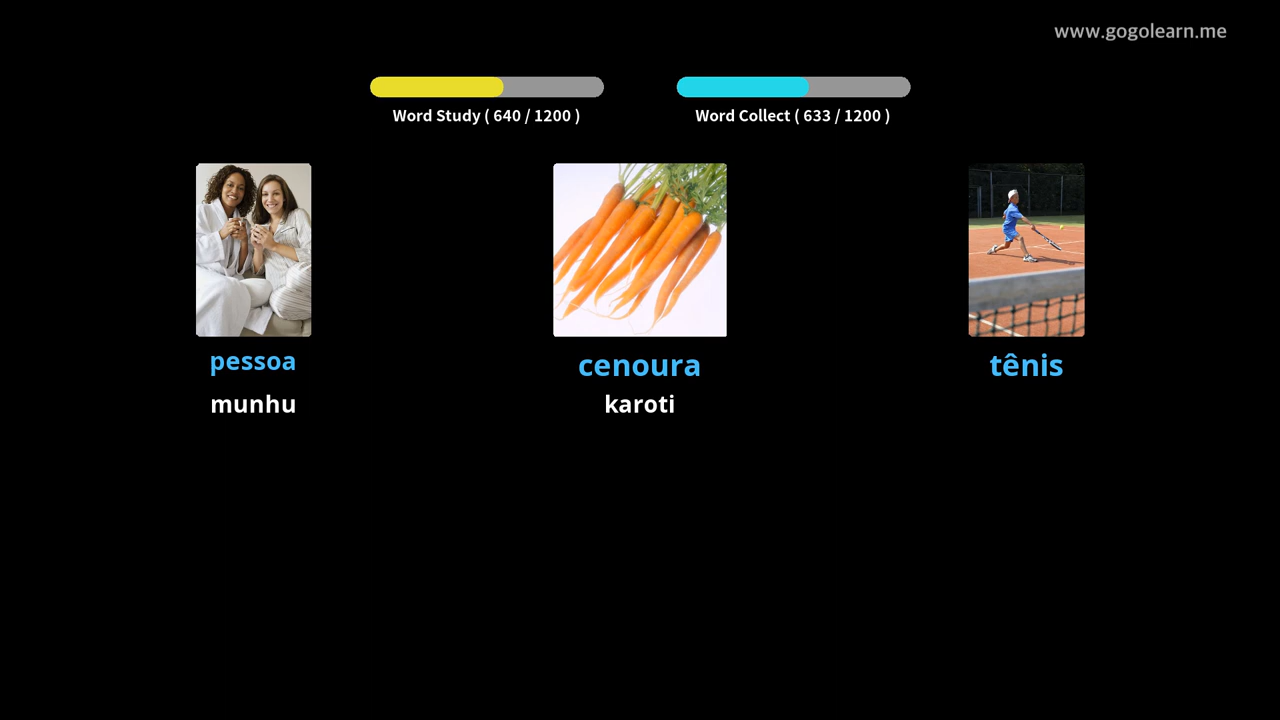 www.gogolearn.me
Word Study ( 640 / 1200 )
Word Collect ( 633 / 1200 )
pessoa
munhu
cenoura
karoti
tênis